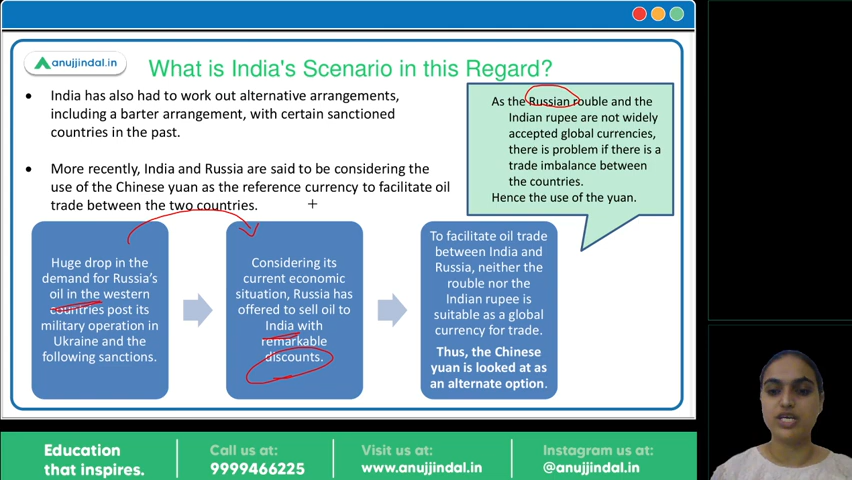 anujjindal.in
What is India's Scenario in this Regard?
India has also had to work out alternative arrangements,
including a barter arrangement, with certain sanctioned
countries in the past.
More recently, India and Russia are said to be considering the
use of the Chinese yuan as the reference currency to facilitate oil
trade between the two countries.
As the Russian rouble and the
Indian rupee are not widely
accepted global currencies,
there is problem if there is a
trade imbalance between
the countries.
Hence the use of the yuan.
Huge drop in the
demand for Russia's
oil in the western
countries post its
military operation in
Ukraine and the
following sanctions.
Considering its
current economic
situation, Russia has
offered to sell oil to
India with
remarkable
discounts.
To facilitate oil trade
between India and
Russia, neither the
rouble nor the
Indian rupee is
suitable as a global
currency for trade.
Thus, the Chinese
yuan is looked at as
an alternate option.
Education
that inspires.
Call us at:
9999466225
Visit us at:
www.anujjindal.in
Instagram us at:
@anujjindal.in